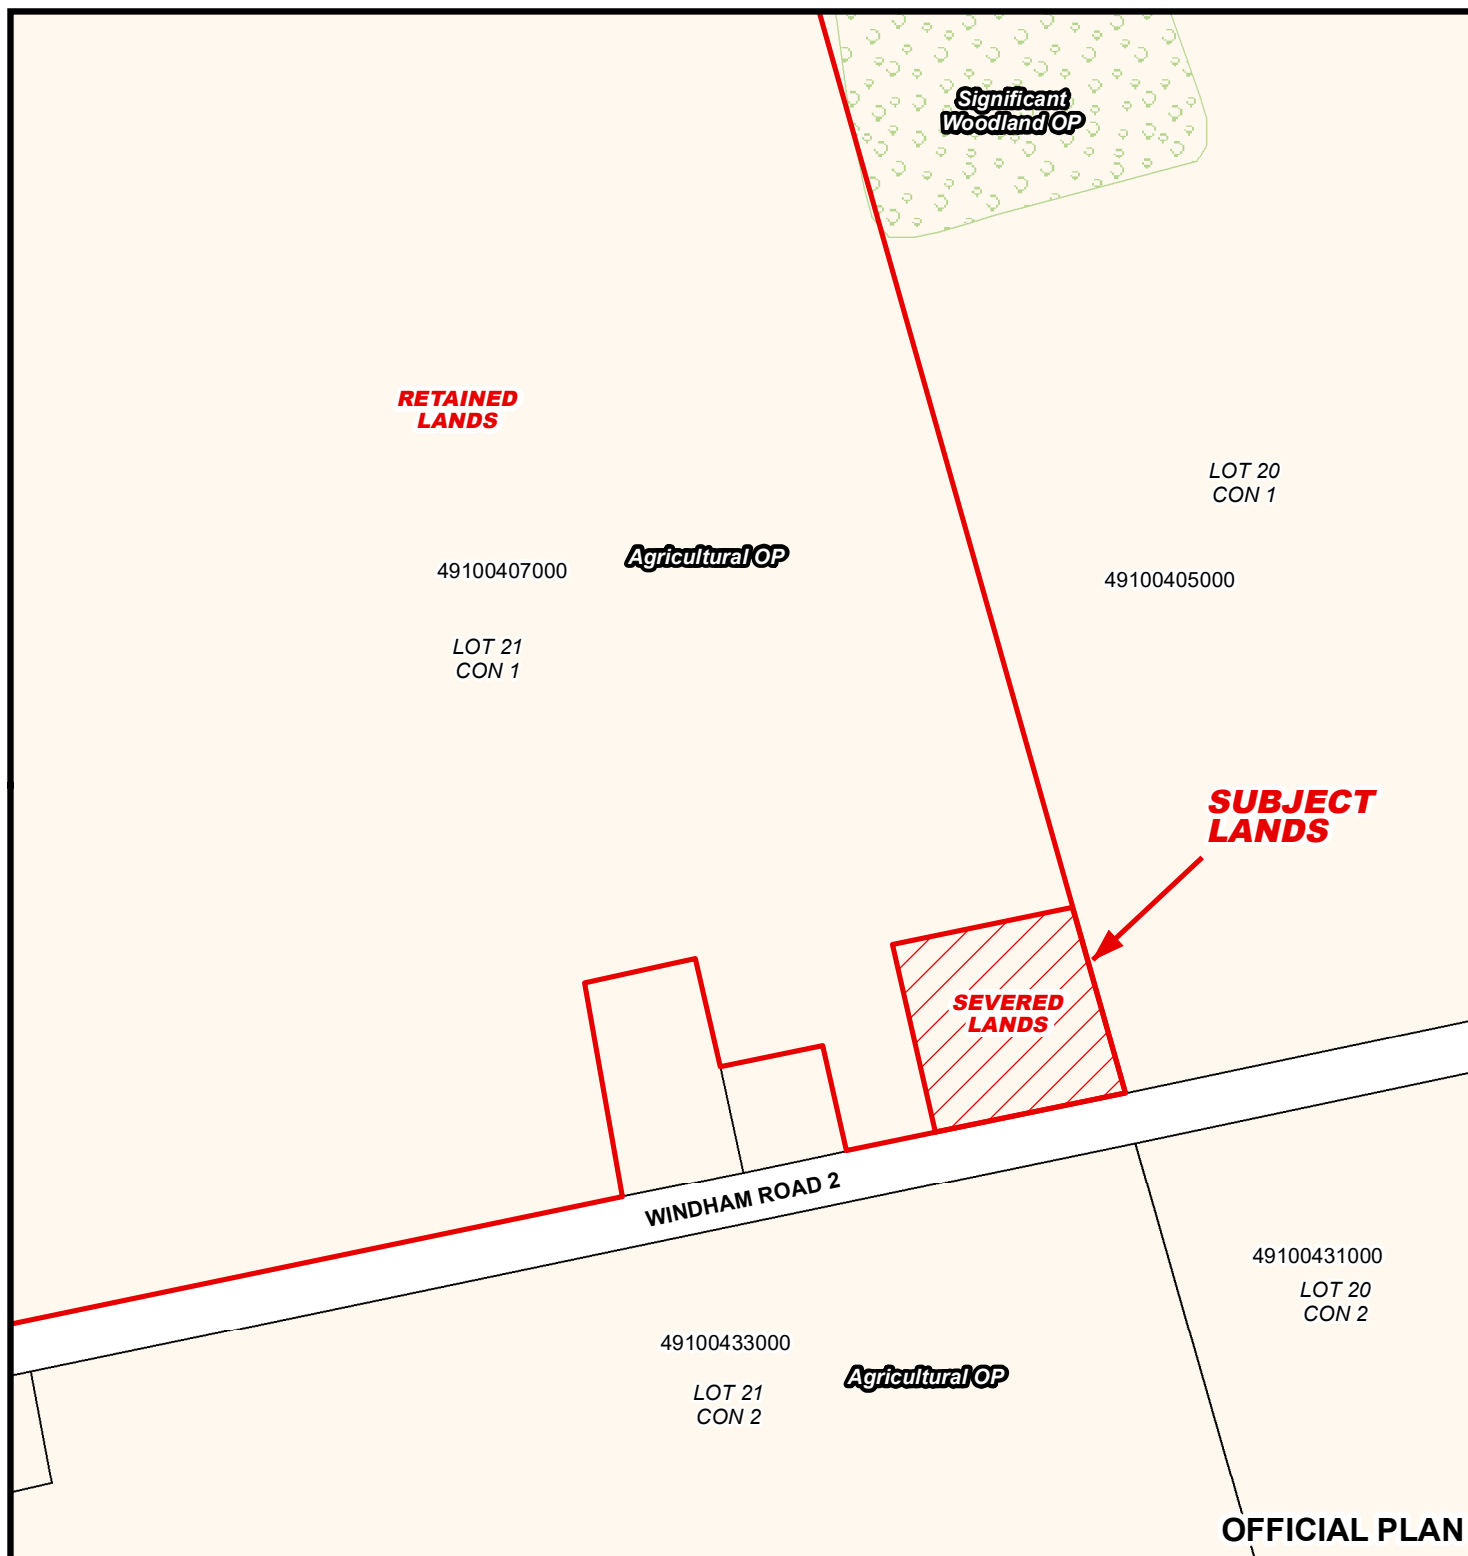 Significant
Woodland OP
RETAINED
LANDS
LOT 20
CON 1
Agricultural OP
49100407000
49100405000
LOT 21
CON 1
SUBJECT
LANDS
SEVERED
LANDS
WINDHAM ROAD 2
49100431000
LOT 20
CON 2
49100433000
Agricultural OP
LOT 21
CON 2
OFFICIAL PLAN